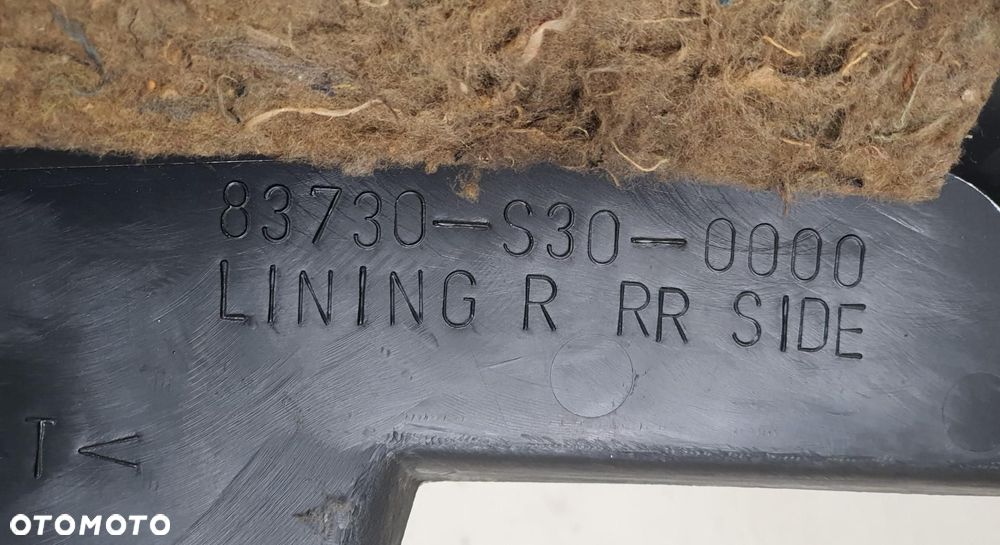 83730-S30-0000
LINING R RR SIDE
T<
OTOMOTO